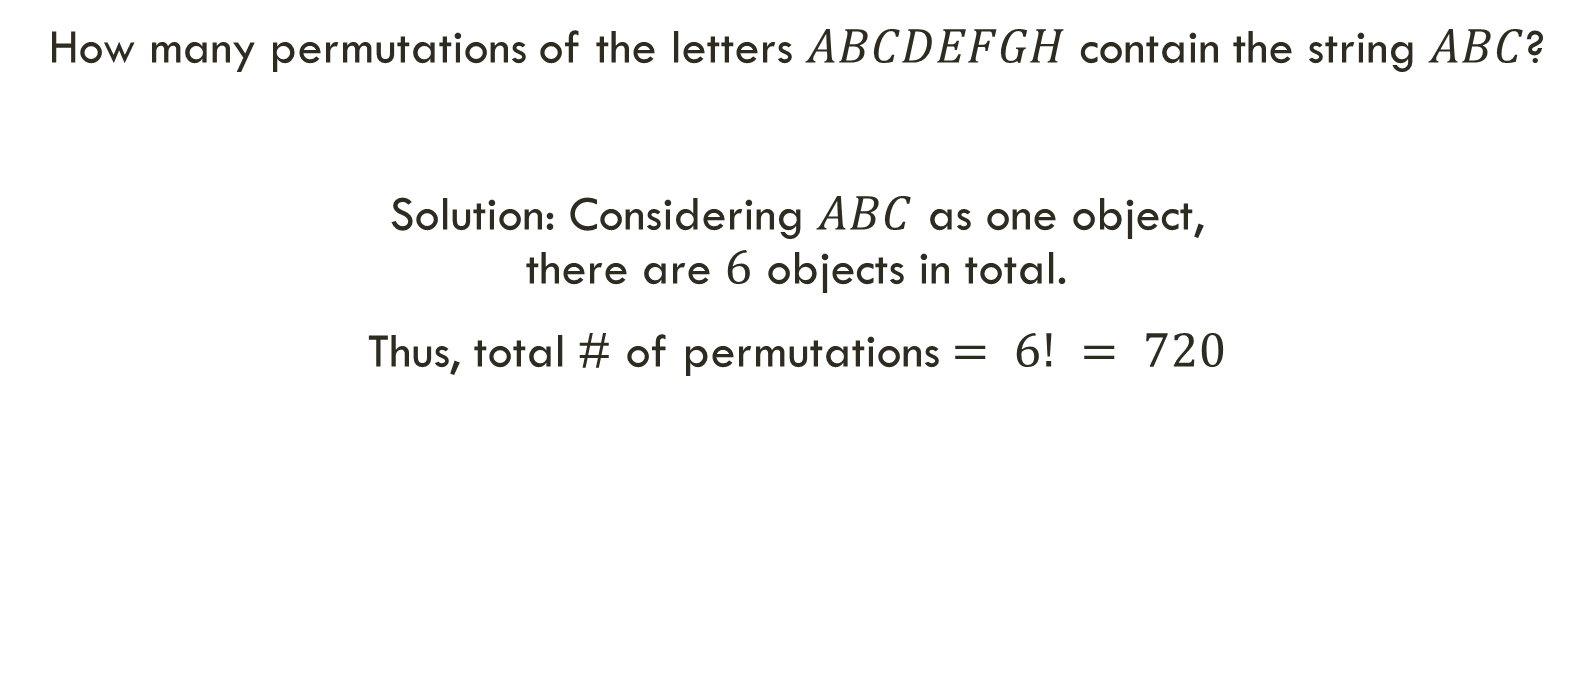 How many permutations of the letters ABCDEFGH contain the string ABC?
Solution: Considering ABC as one object,
there are 6 objects in total.
Thus, total # of permutations = 6! = 720